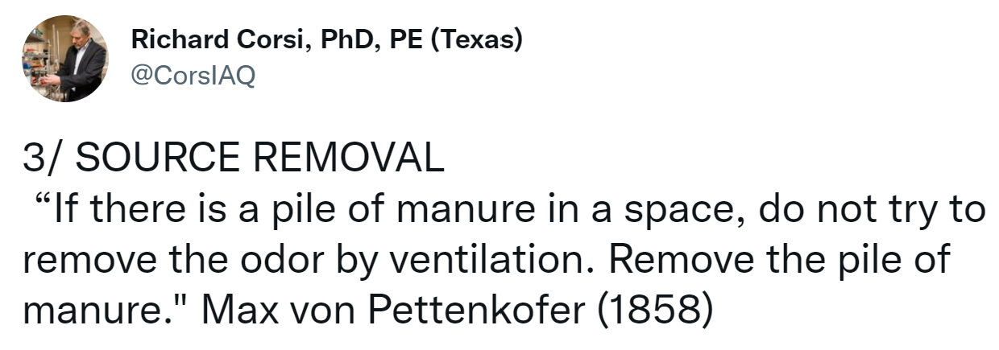 Richard Corsi, PhD, PE (Texas)
@CorsIAQ
3/ SOURCE REMOVAL
“If there is a pile of manure in a space, do not try to
remove the odor by ventilation. Remove the pile of
manure." Max von Pettenkofer (1858)